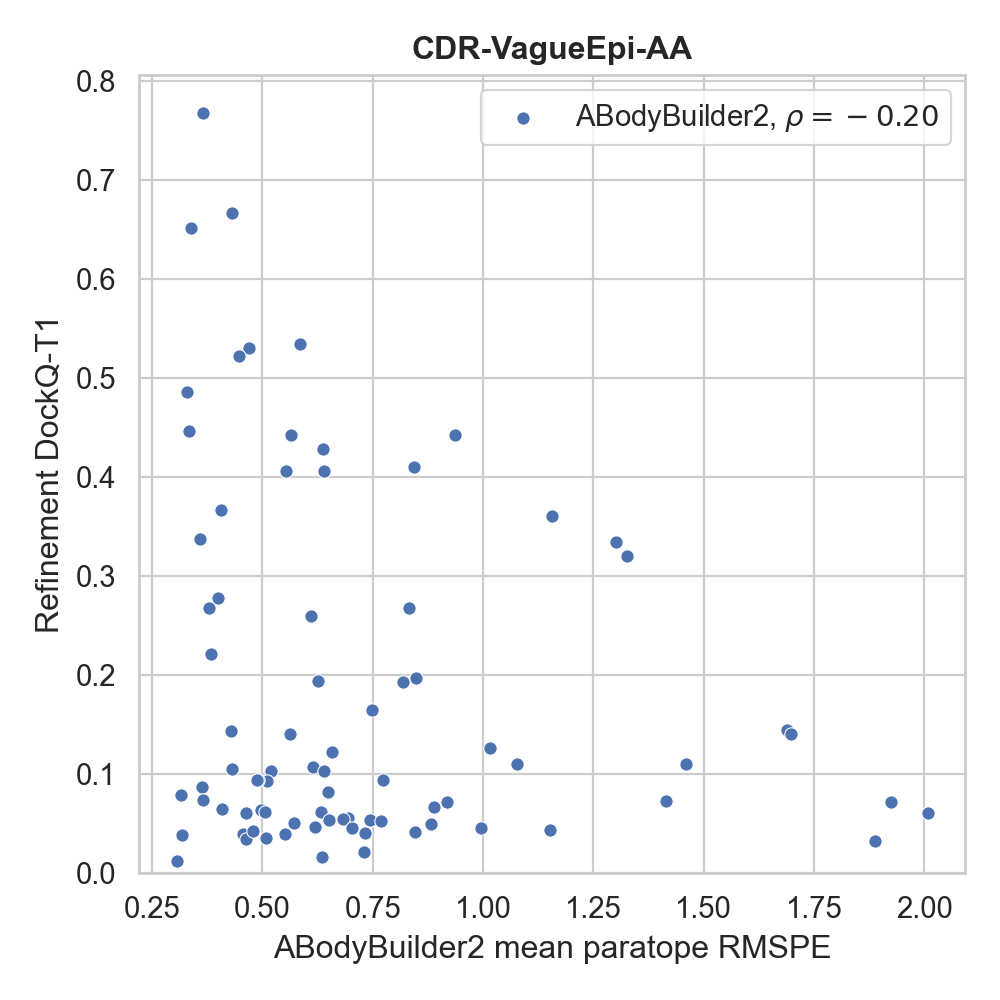 CDR-VagueEpi-AA
ABodyBuilder2, ρ = − 0.20
0.8
0.7
0.6
0.5
0.4
0.3
0.2
0.1
0.0
Refinement DockQ-T1
0.25 0.50 0.75 1.00 1.25 1.50 1.75 2.00
ABodyBuilder2 mean paratope RMSPE